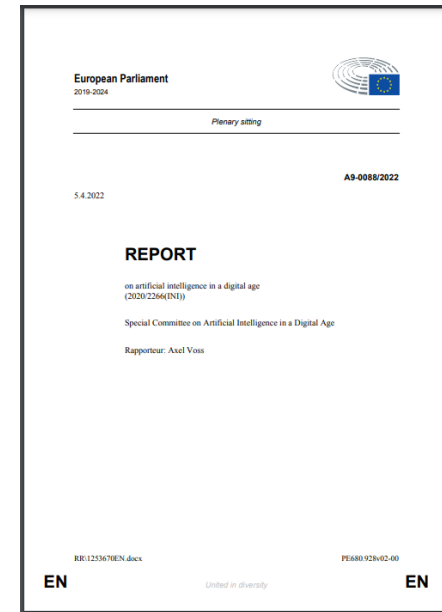 European Parliament
2019-2024
Plenary sitting
A9-0088/2022
5.4.2022
REPORT
on artificial intelligence in a digital age
(2020/2266(INI))
Special Committee on Artificial Intelligence in a Digital Age
Rapporteur: Axel Voss
RR\1253670EN.docx
PE680.928v02-00
EN
United in diversity
EN